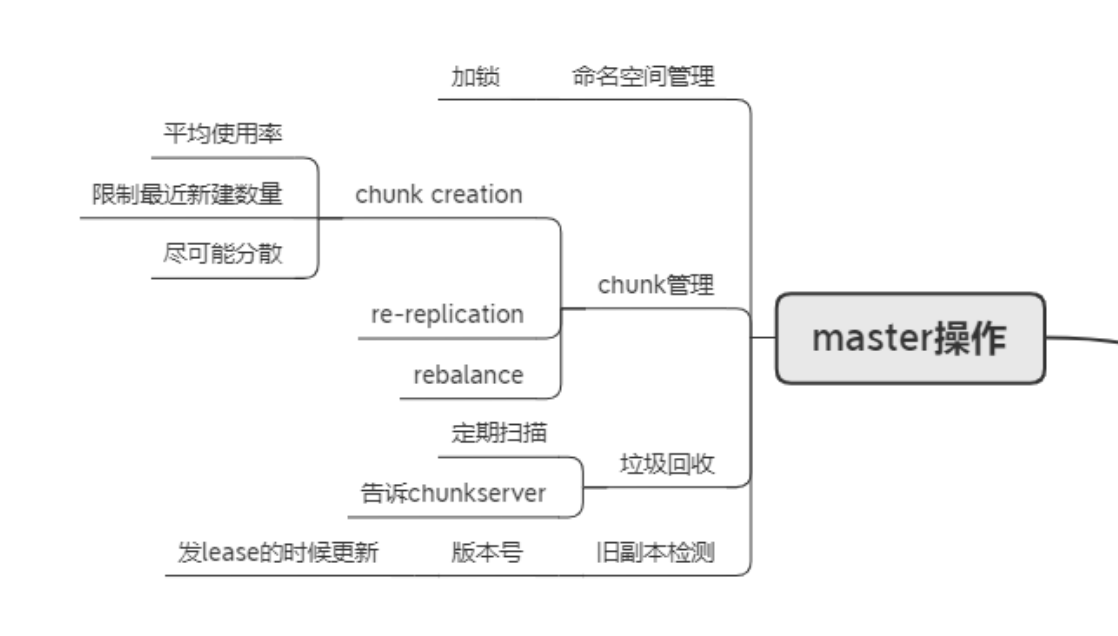 加锁
命名空间管理
平均使用率
限制最近新建数量
chunk creation
尽可能分散
chunk管理
re-replication
master操作
rebalance
定期扫描
垃圾回收
告诉chunkserver
发lease的时候更新
版本号
旧副本检测